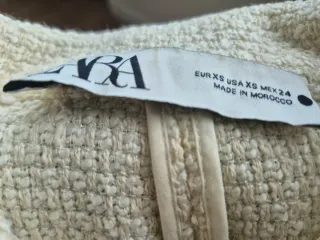 ZARA
EUR XS USA XS MEX 24
MADE IN MOROCCO